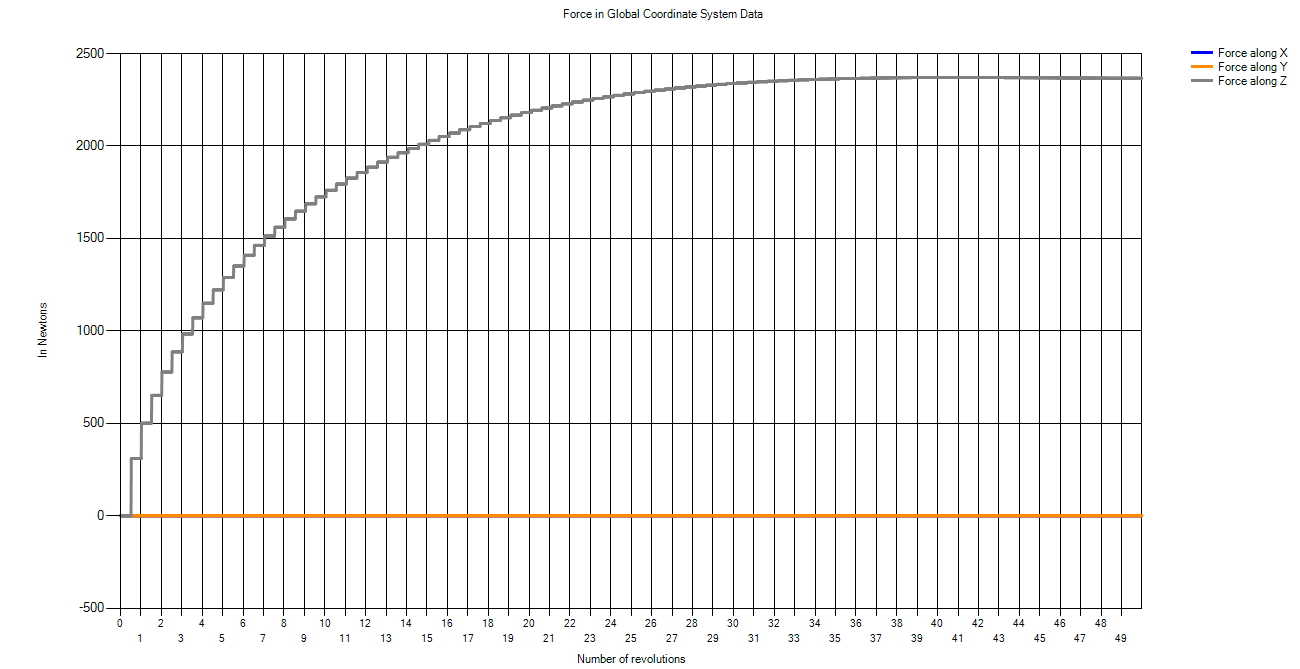 Force in Global Coordinate System Data
Force along X
Force along Y
Force along Z
2500
2000
1500
1000
500
0
-500
In Newtons
0 2 4 6 8 10 12 14 16 18 20 22 24 26 28 30 32 34 36 38 40 42 44 46 48
1 3 5 7 9 11 13 15 17 19 21 23 25 27 29 31 33 35 37 39 41 43 45 47 49
Number of revolutions